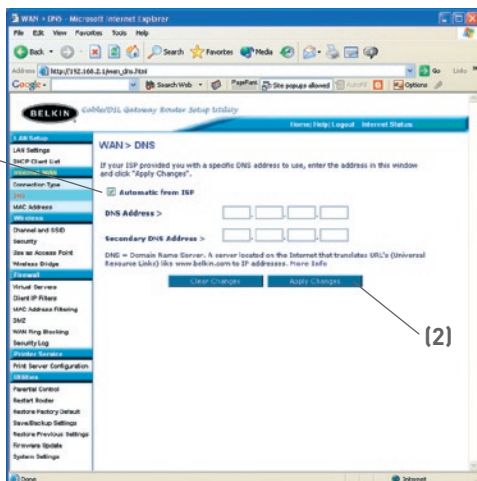 WAN > DNS - Microsoft Internet Explorer
File Edit View Favorites Tools Help
Back Search Favorites Media
Address http://192.168.2.1/wan_dns.html Go Links
Google Search Web PageRank Site popups allowed AutoFill Options
BELKIN Cable/DSL Gateway Router Setup Utility
Home | Help | Logout Internet Status
LAN Setup
LAN Settings
DHCP Client List
Internet WAN
Connection Type
DNS
MAC Address
Wireless
Channel and SSID
Security
Use as Access Point
Wireless Bridge
Firewall
Virtual Servers
Client IP Filters
MAC Address Filtering
DMZ
WAN Ping Blocking
Security Log
Printer Service
Print Server Configuration
Utilities
Parental Control
Restart Router
Restore Factory Default
Save/Backup Settings
Restore Previous Settings
Firmware Update
System Settings
WAN > DNS
If your ISP provided you with a specific DNS address to use, enter the address in this window
and click "Apply Changes".
Automatic from ISP
DNS Address >
Secondary DNS Address >
DNS = Domain Name Server. A server located on the Internet that translates URL's (Universal
Resource Links) like www.belkin.com to IP addresses. More Info
Clear Changes Apply Changes
(2)
Done Internet